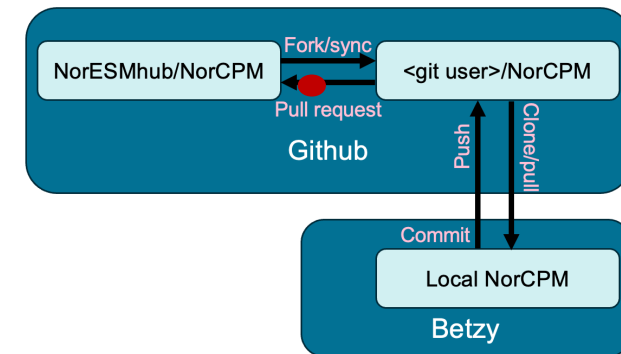 Fork/sync
NorESMhub/NorCPM
<git user>/NorCPM
Pull request
Github
Push
Clone/pull
Commit
Local NorCPM
Betzy